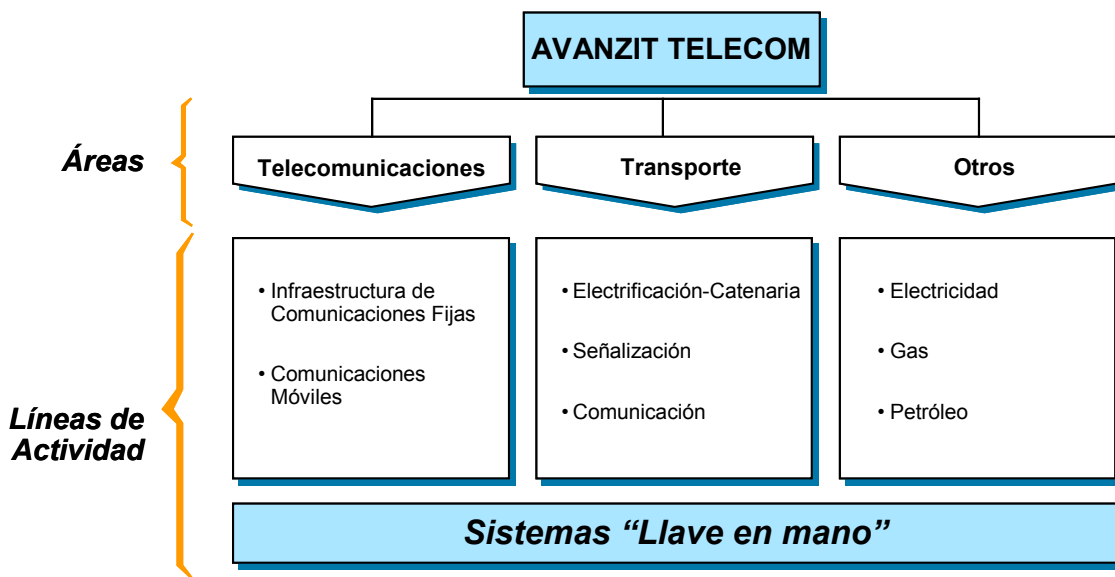 AVANZIT TELECOM
Áreas
Telecomunicaciones
Transporte
Otros
Líneas de
Actividad
• Infraestructura de
Comunicaciones Fijas
• Comunicaciones
Móviles
• Electrificación-Catenaria
• Señalización
• Comunicación
• Electricidad
• Gas
• Petróleo
Sistemas “Llave en mano”